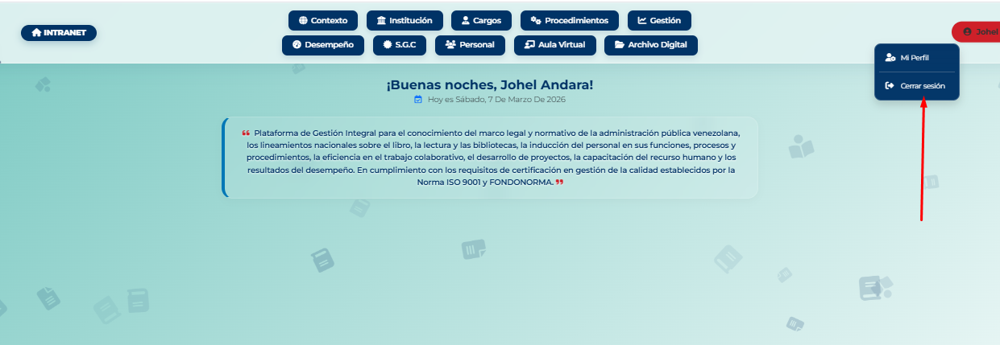 Contexto
Institución
Cargos
Procedimientos
Gestión
INTRANET
Johel
Desempeño
S.G.C
Personal
Aula Virtual
Archivo Digital
Mi Perfil
Cerrar sesión
¡Buenas noches, Johel Andara!
Hoy es Sábado, 7 De Marzo De 2026
“ Plataforma de Gestión Integral para el conocimiento del marco legal y normativo de la administración pública venezolana,
los lineamientos nacionales sobre el libro, la lectura y las bibliotecas, la inducción del personal en sus funciones, procesos y
procedimientos, la eficiencia en el trabajo colaborativo, el desarrollo de proyectos, la capacitación del recurso humano y los
resultados del desempeño. En cumplimiento con los requisitos de certificación en gestión de la calidad establecidos por la
Norma ISO 9001 y FONDONORMA. ”